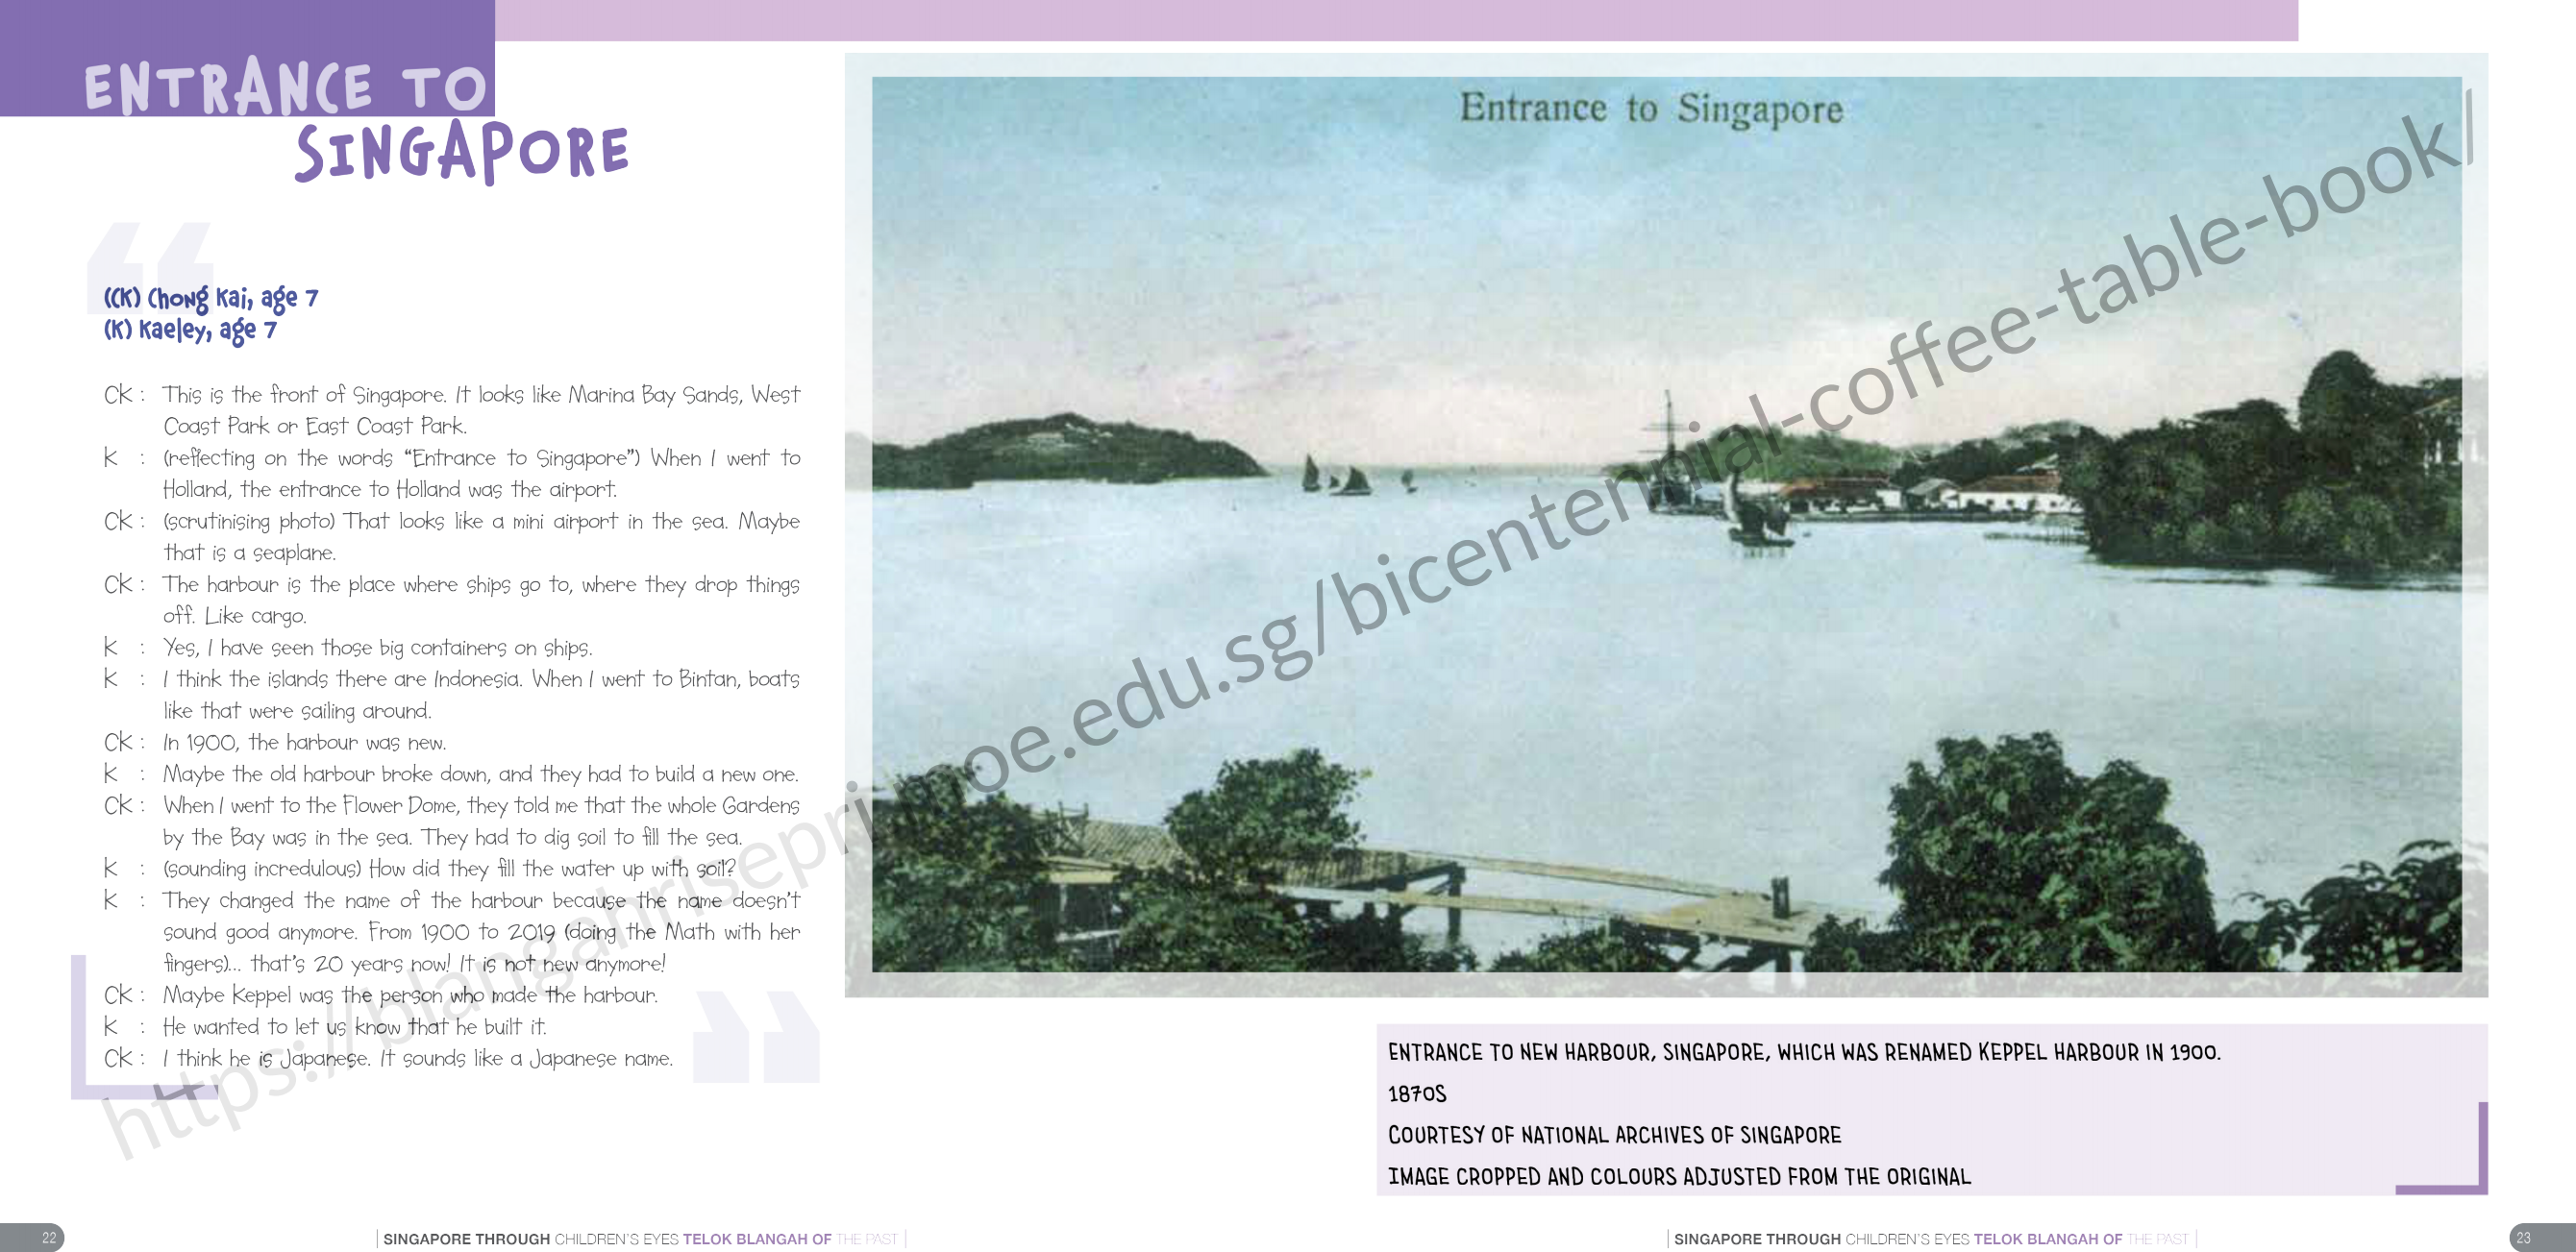 ENTRANCE TO
SINGAPORE
“
((CK) Chong Kai, age 7
(K) Kaeley, age 7
CK : This is the front of Singapore. It looks like Marina Bay Sands, West
Coast Park or East Coast Park.
K : (reflecting on the words “Entrance to Singapore”) When I went to
Holland, the entrance to Holland was the airport.
CK : (scrutinising photo) That looks like a mini airport in the sea. Maybe
that is a seaplane.
CK : The harbour is the place where ships go to, where they drop things
off. Like cargo.
K : Yes, I have seen those big containers on ships.
K : I think the islands there are Indonesia. When I went to Bintan, boats
like that were sailing around.
CK : In 1900, the harbour was new.
K : Maybe the old harbour broke down, and they had to build a new one.
CK : When I went to the Flower Dome, they told me that the whole Gardens
by the Bay was in the sea. They had to dig soil to fill the sea.
K : (sounding incredulous) How did they fill the water up with soil?
K : They changed the name of the harbour because the name doesn't
sound good anymore. From 1900 to 2019 (doing the Math with her
fingers)... that's 20 years now! It is not new anymore!
CK : Maybe Keppel was the person who made the harbour.
K : He wanted to let us know that he built it.
CK : I think he is Japanese. It sounds like a Japanese name.
”
Entrance to Singapore
https://blangahrisepri.moe.edu.sg/bicentennial-coffee-table-book/
ENTRANCE TO NEW HARBOUR, SINGAPORE, WHICH WAS RENAMED KEPPEL HARBOUR IN 1900.
1870S
COURTESY OF NATIONAL ARCHIVES OF SINGAPORE
IMAGE CROPPED AND COLOURS ADJUSTED FROM THE ORIGINAL
22
| SINGAPORE THROUGH CHILDREN'S EYES TELOK BLANGAH OF THE PAST |
| SINGAPORE THROUGH CHILDREN'S EYES TELOK BLANGAH OF THE PAST |
23